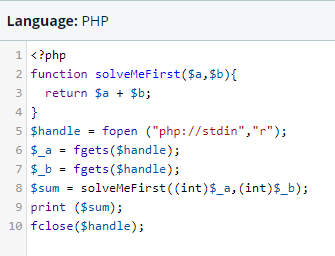 Language: PHP
1 <?php
2 function solveMeFirst($a,$b){
3   return $a + $b;
4 }
5 $handle = fopen ("php://stdin","r");
6 $_a = fgets($handle);
7 $_b = fgets($handle);
8 $sum = solveMeFirst((int)$_a,(int)$_b);
9 print ($sum);
10 fclose($handle);